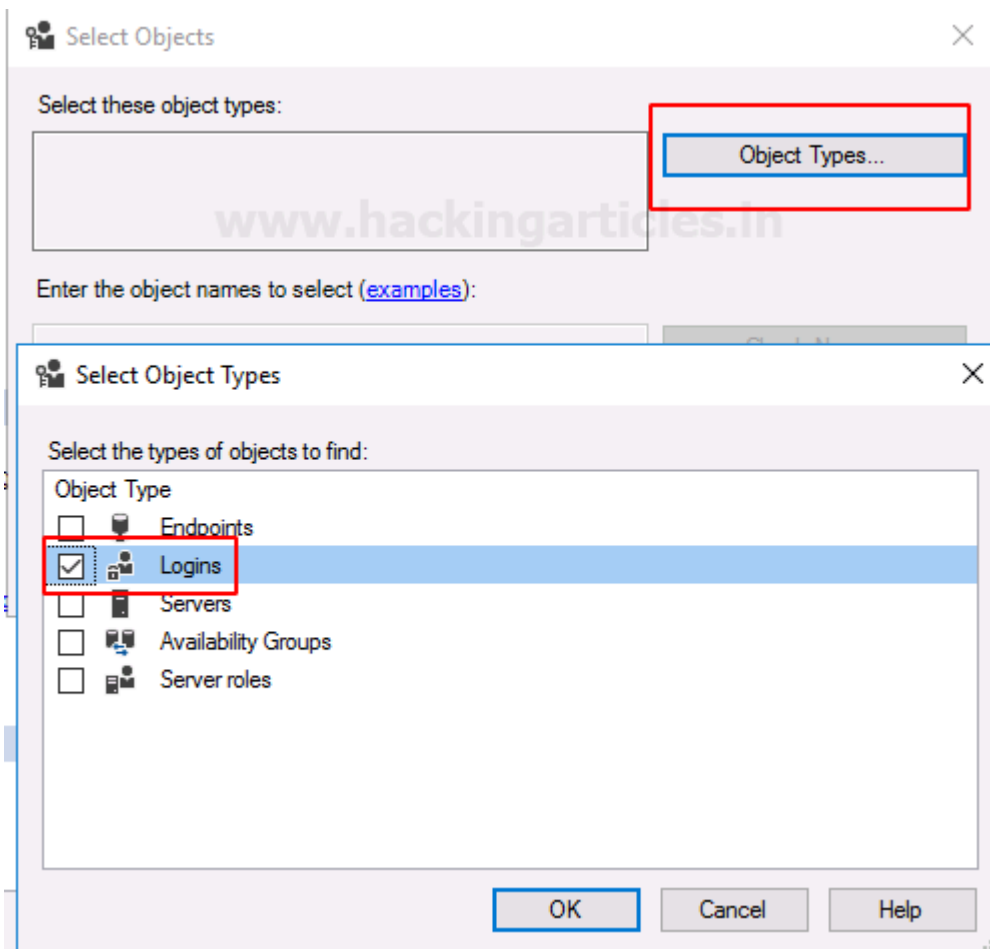 Select Objects
Select these object types:
Object Types...
www.hackingarticles.in
Enter the object names to select (examples):
Select Object Types
Select the types of objects to find:
Object Type
Endpoints
Logins
Servers
Availability Groups
Server roles
OK Cancel Help